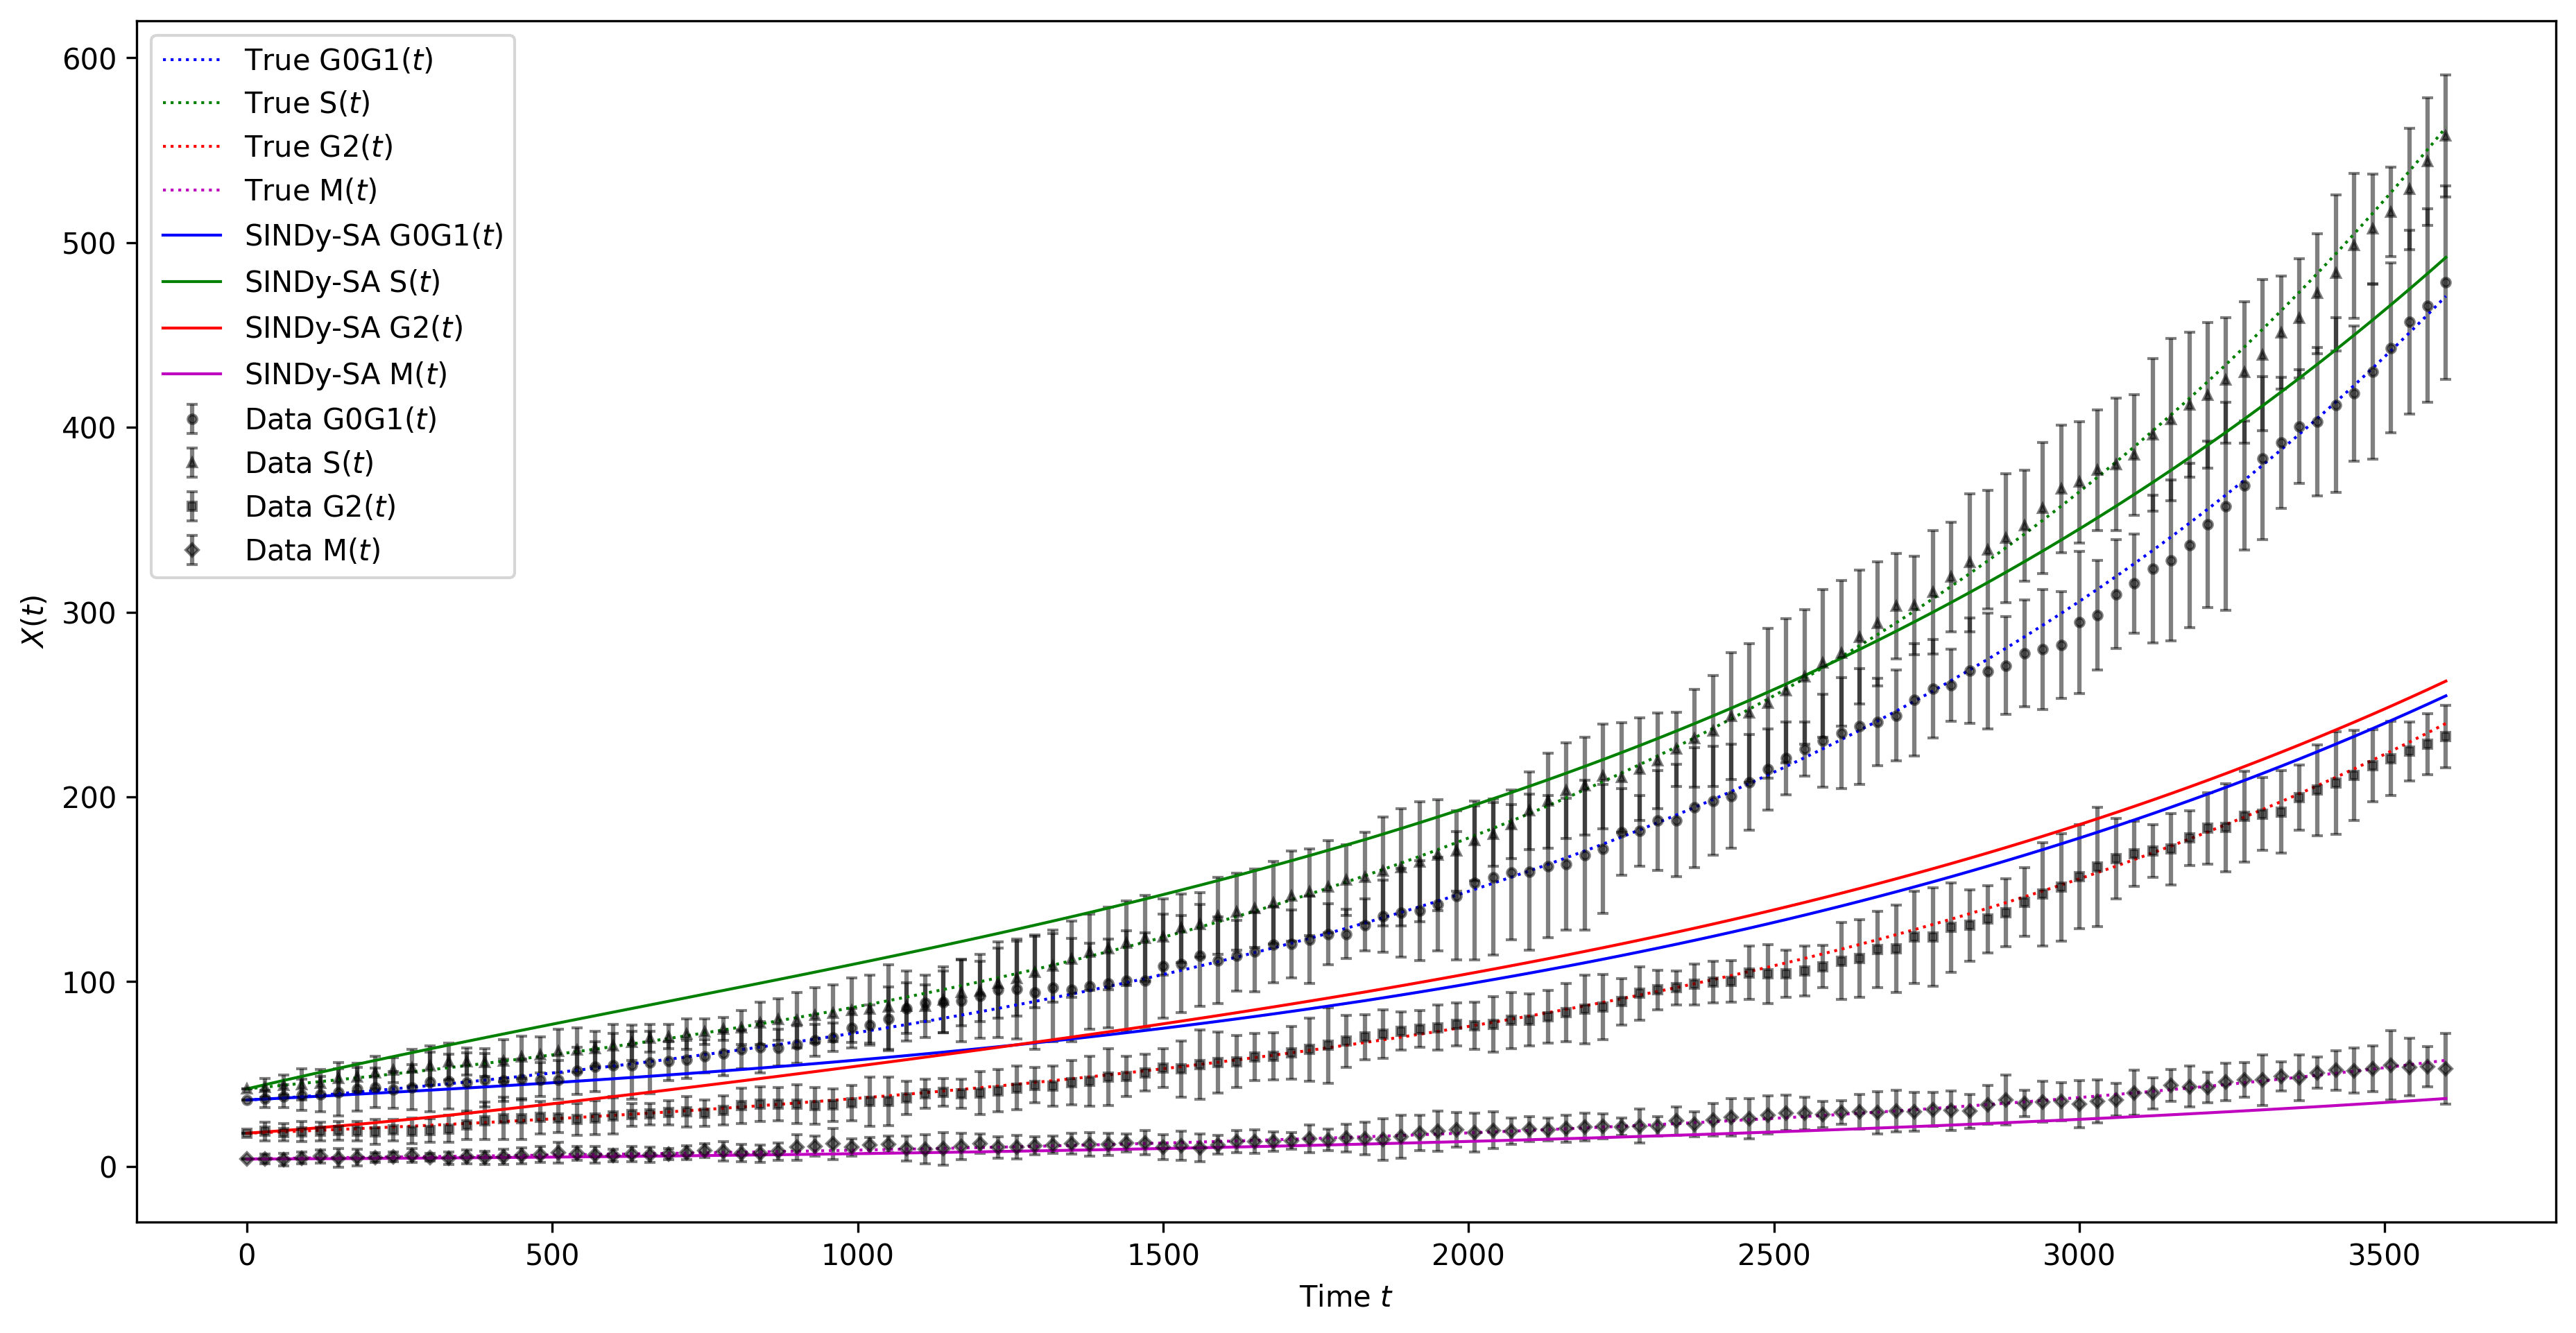 600
500
400
300
200
100
0
X(t)
True G0G1(t)
True S(t)
True G2(t)
True M(t)
SINDy-SA G0G1(t)
SINDy-SA S(t)
SINDy-SA G2(t)
SINDy-SA M(t)
Data G0G1(t)
Data S(t)
Data G2(t)
Data M(t)
0 500 1000 1500 2000 2500 3000 3500
Time t